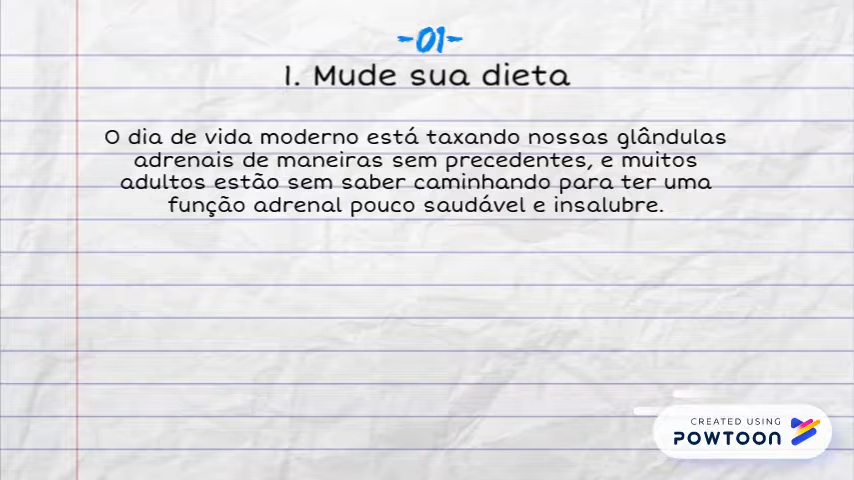 -01-
1. Mude sua dieta
O dia de vida moderno está taxando nossas glândulas
adrenais de maneiras sem precedentes, e muitos
adultos estão sem saber caminhando para ter uma
função adrenal pouco saudável e insalubre.
CREATED USING
POWTOON